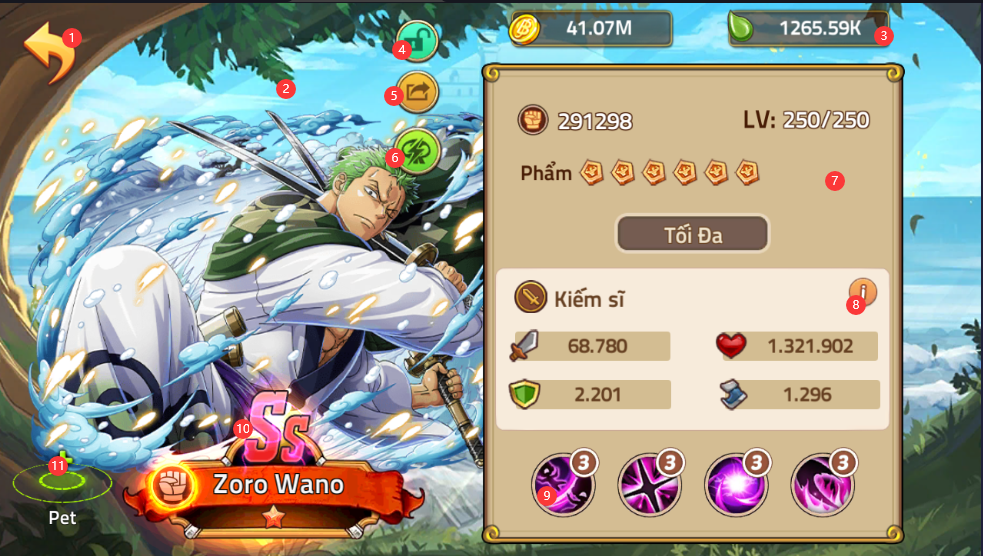 1
2
3
4
5
6
41.07M
1265.59K
291298
LV: 250/250
Phẩm
7
Tối Đa
Kiếm sĩ
8
68.780
1.321.902
2.201
1.296
3
3
3
3
9
10
Ss
11
Zoro Wano
Pet